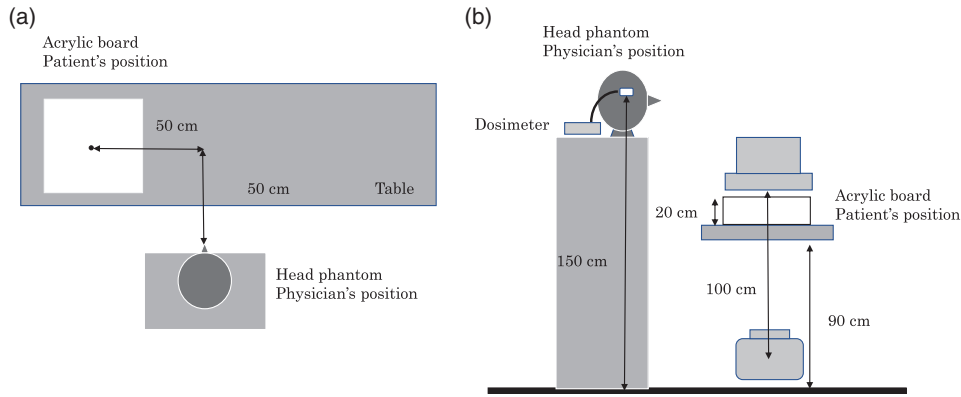 (a)
Acrylic board
Patient's position
50 cm
50 cm
Table
Head phantom
Physician's position
(b)
Head phantom
Physician's position
Dosimeter
Acrylic board
Patient's position
20 cm
150 cm
100 cm
90 cm